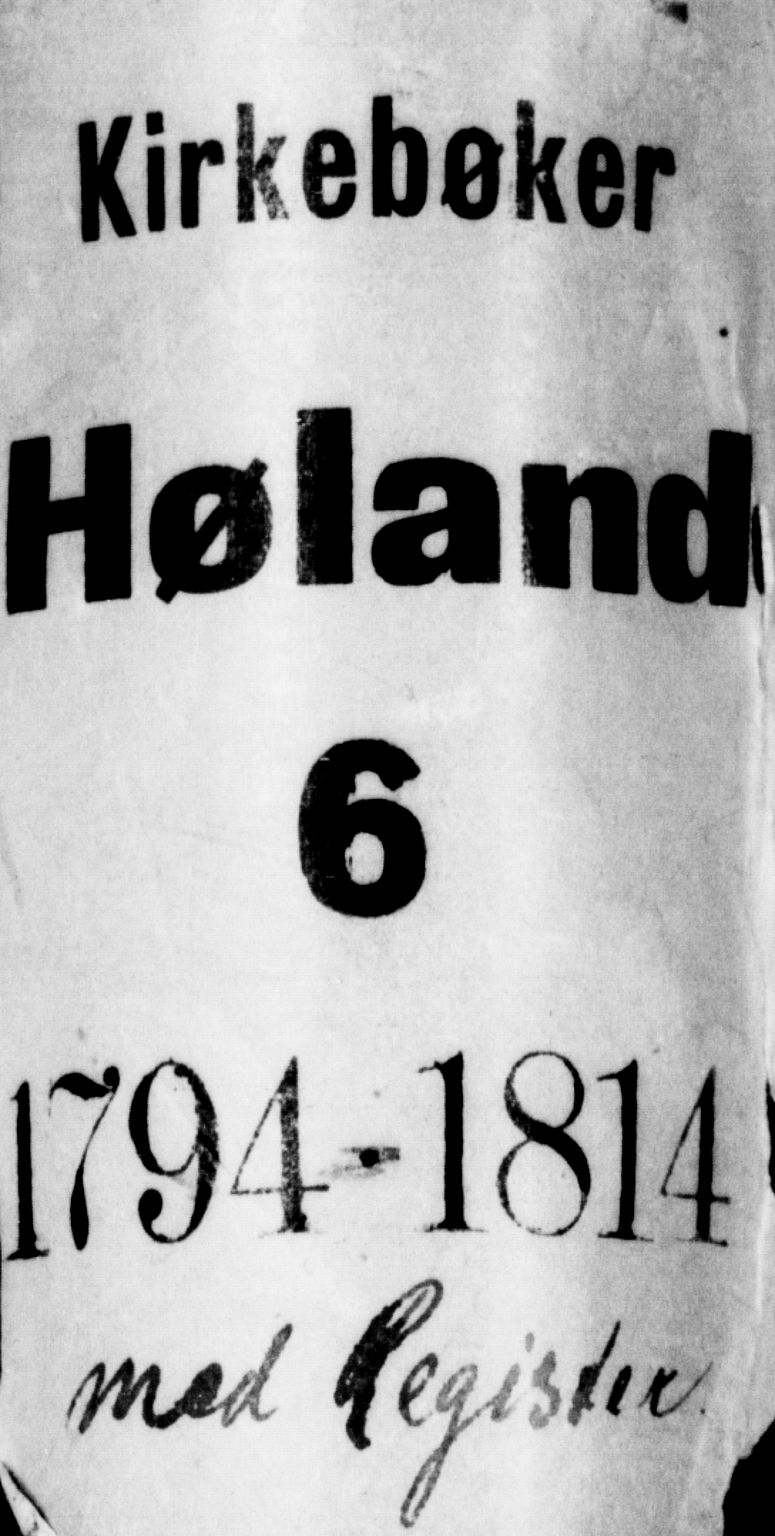 Kirkebøker
Høland
6
1794-1814
med Register.